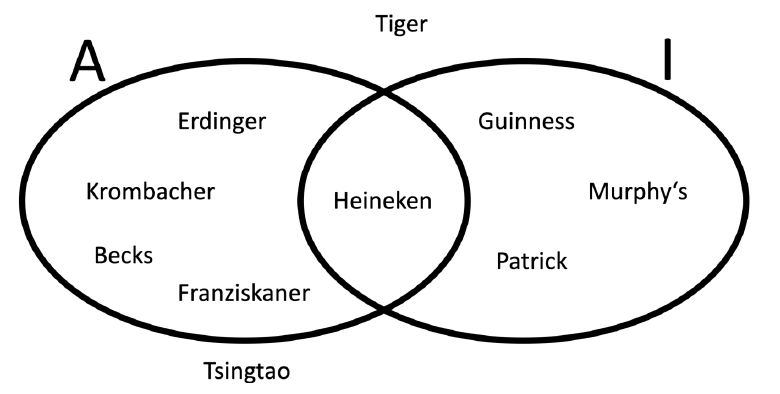 Tiger
A
I
Erdinger
Guinness
Krombacher
Heineken
Murphy‘s
Becks
Patrick
Franziskaner
Tsingtao